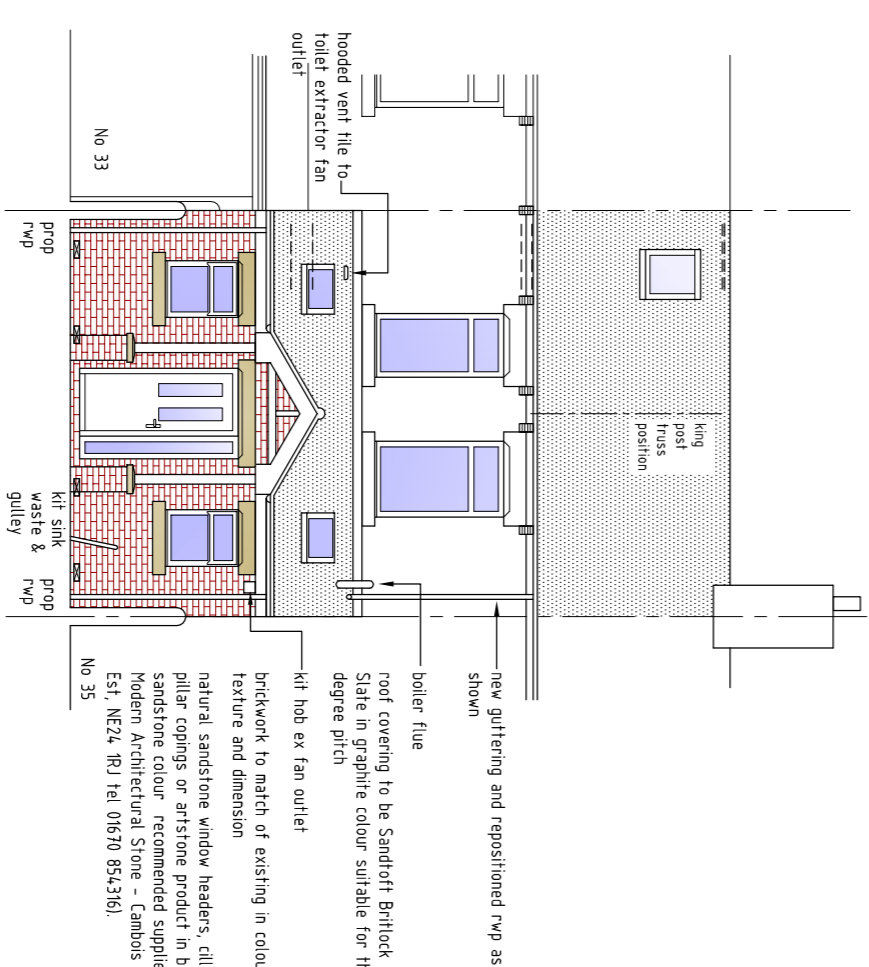 hooded vent tile to
toilet extractor fan
outlet
king
post
truss
position
No 33
prop
rwp
kit sink
waste &
gulley
prop
rwp
No 35
new guttering and repositioned rwp as
shown
boiler flue
roof covering to be Sandtoft Britlock
Slate in graphite colour suitable for
degree pitch
kit hob ex fan outlet
brickwork to match of existing in
texture and dimension
natural sandstone window headers,
pillar copings or artstone product in
sandstone colour recommended
Modern Architectural Stone - Cambois
Est, NE24 1RJ tel 01670 854316).